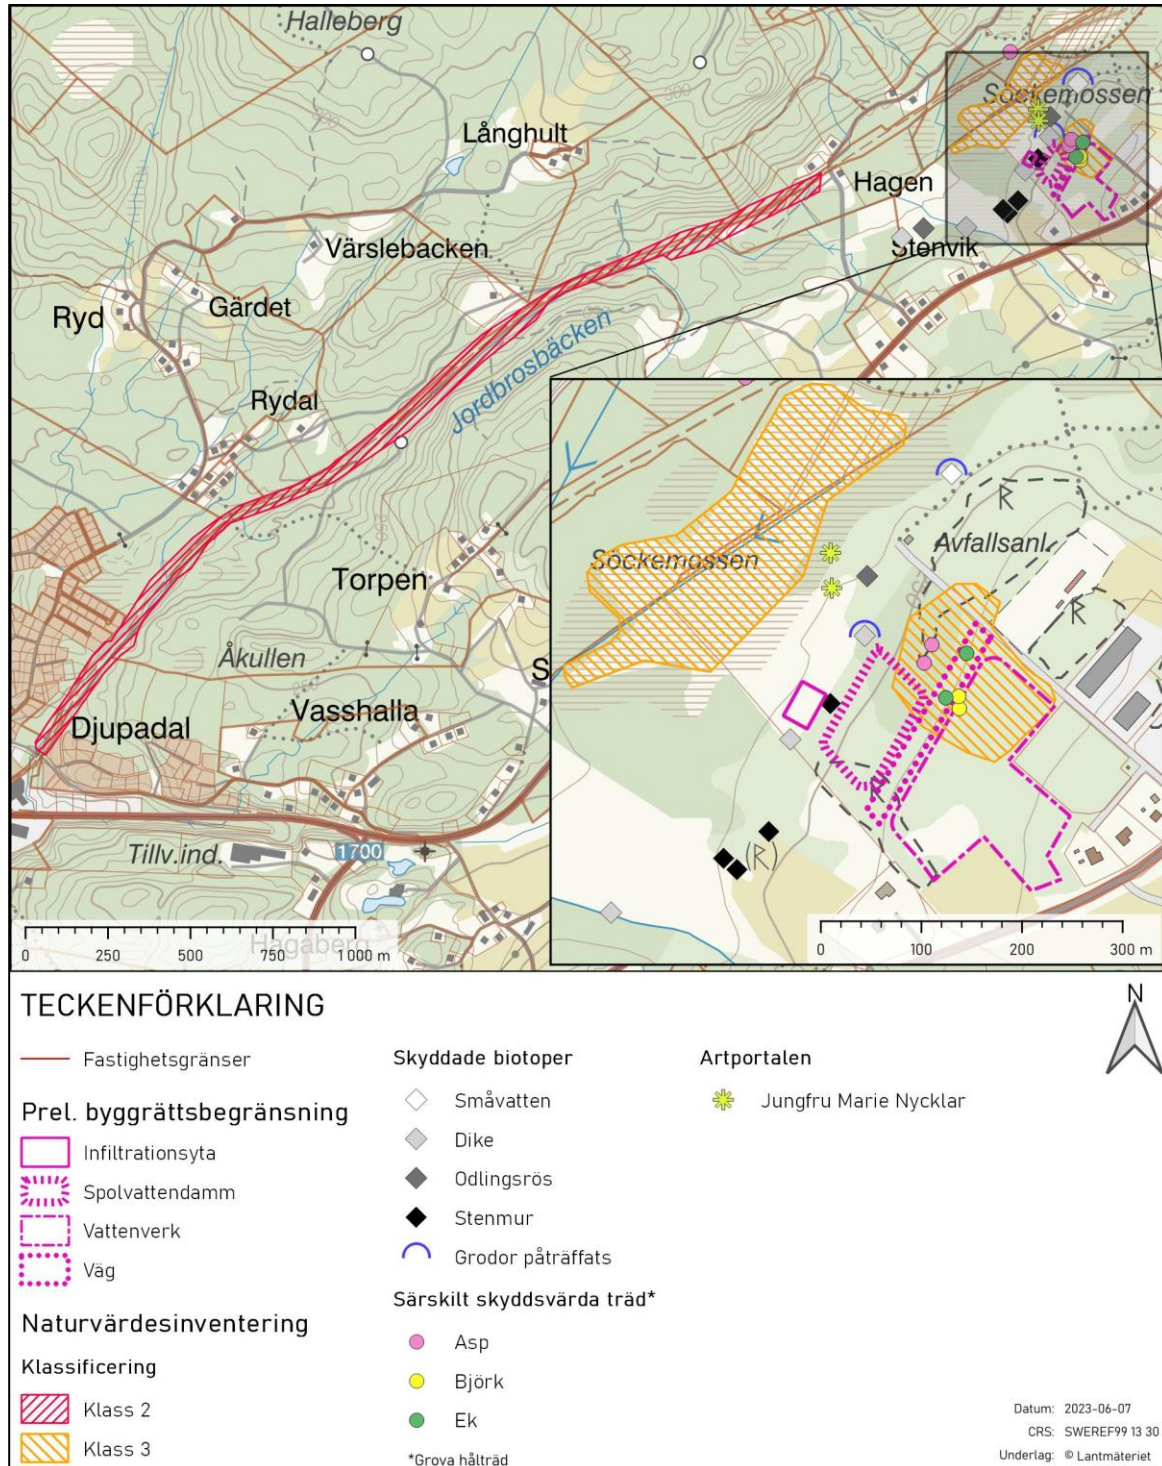 Halleberg
300
Söckemossen
Långhult
Hagen
Värslebacken
Stenvik
Gärdet
Ryd
Jordbrosbäcken
Rydal
Söckemossen
Avfallsanl.
R
R
Torpen
Åkullen
S
Vasshalla
Djupadal
R
(R)
Tillv.ind.
1700
Hagaberg
0 250 500 750 1000 m
0 100 200 300 m
TECKENFÖRKLARING
N
Fastighetsgränser
Prel. byggrättsbegränsning
Infiltrationsyta
Spolvattendamm
Vattenverk
Väg
Naturvärdesinventering
Klassificering
Klass 2
Klass 3
Skyddade biotoper
Småvatten
Dike
Odlingsrös
Stenmur
Grodor påträffats
Särskilt skyddsvärda träd*
Asp
Björk
Ek
*Grova hålträd
Artportalen
Jungfru Marie Nycklar
Datum: 2023-06-07
CRS: SWEREF99 13 30
Underlag: © Lantmäteriet